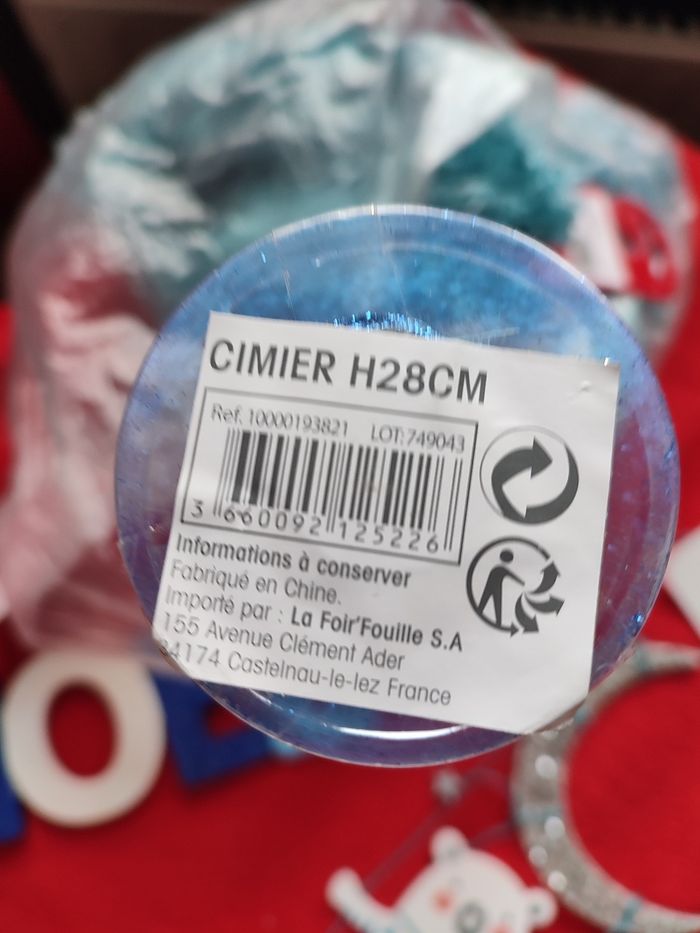 CIMIER H28CM
Ref. 10000193821 LOT: 749043
3 660092 125226
Informations à conserver
Fabriqué en Chine.
Importé par : La Foir'Fouille S.A
155 Avenue Clément Ader
34174 Castelnau-le-lez France